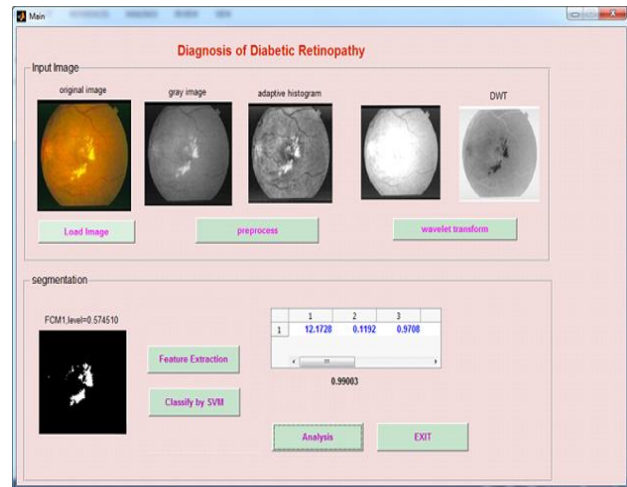 Main
Diagnosis of Diabetic Retinopathy
Input Image
original image
gray image
adaptive histogram
DWT
Load Image
preprocess
wavelet transform
segmentation
FCM1,level=0.574510
1 2 3
1 12.1728 0.1192 0.9708
Feature Extraction
0.99003
Classify by SVM
Analysis
EXIT